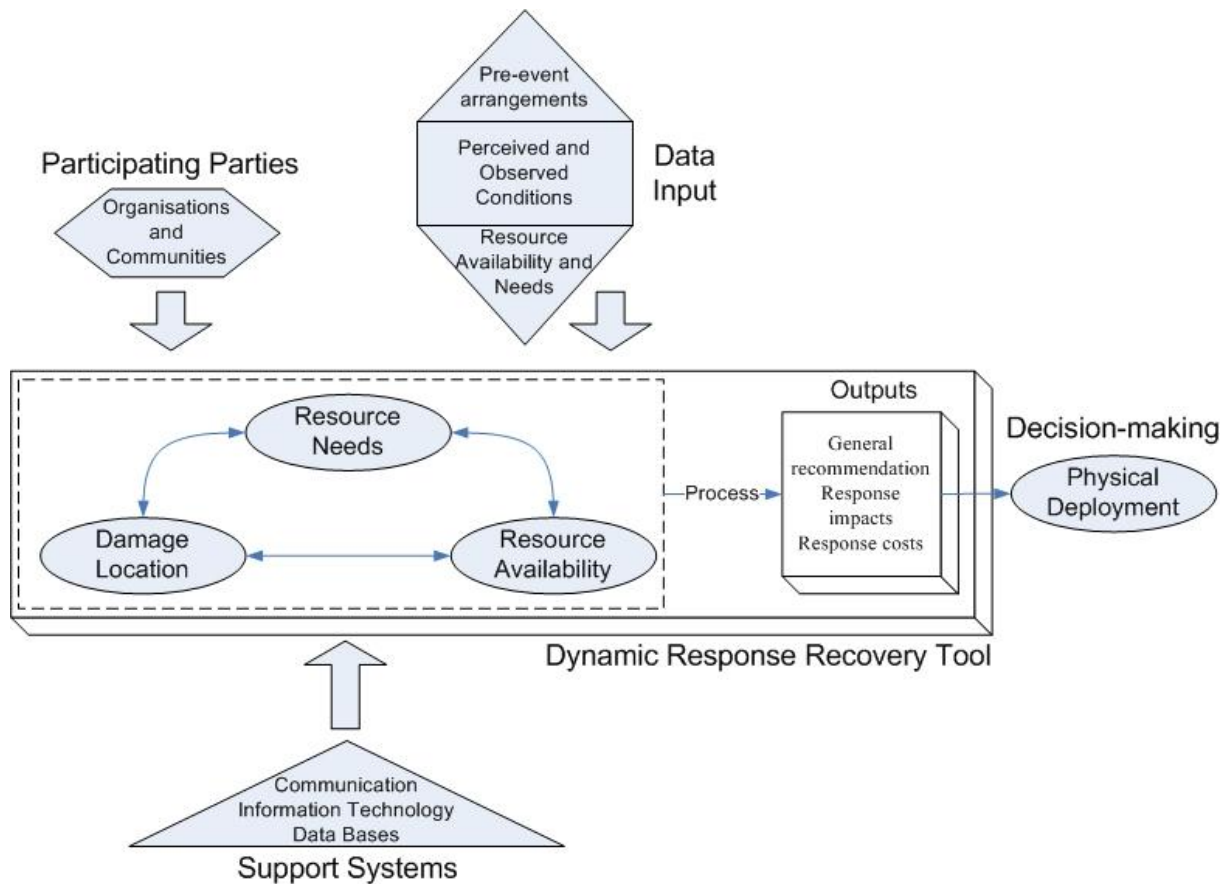 Pre-event
arrangements
Perceived and
Observed
Conditions
Resource
Availability and
Needs
Data
Input
Participating Parties
Organisations
and
Communities
Resource
Needs
Damage
Location
Resource
Availability
Process
Outputs
General
recommendation
Response
impacts
Response costs
Decision-making
Physical
Deployment
Dynamic Response Recovery Tool
Communication
Information Technology
Data Bases
Support Systems